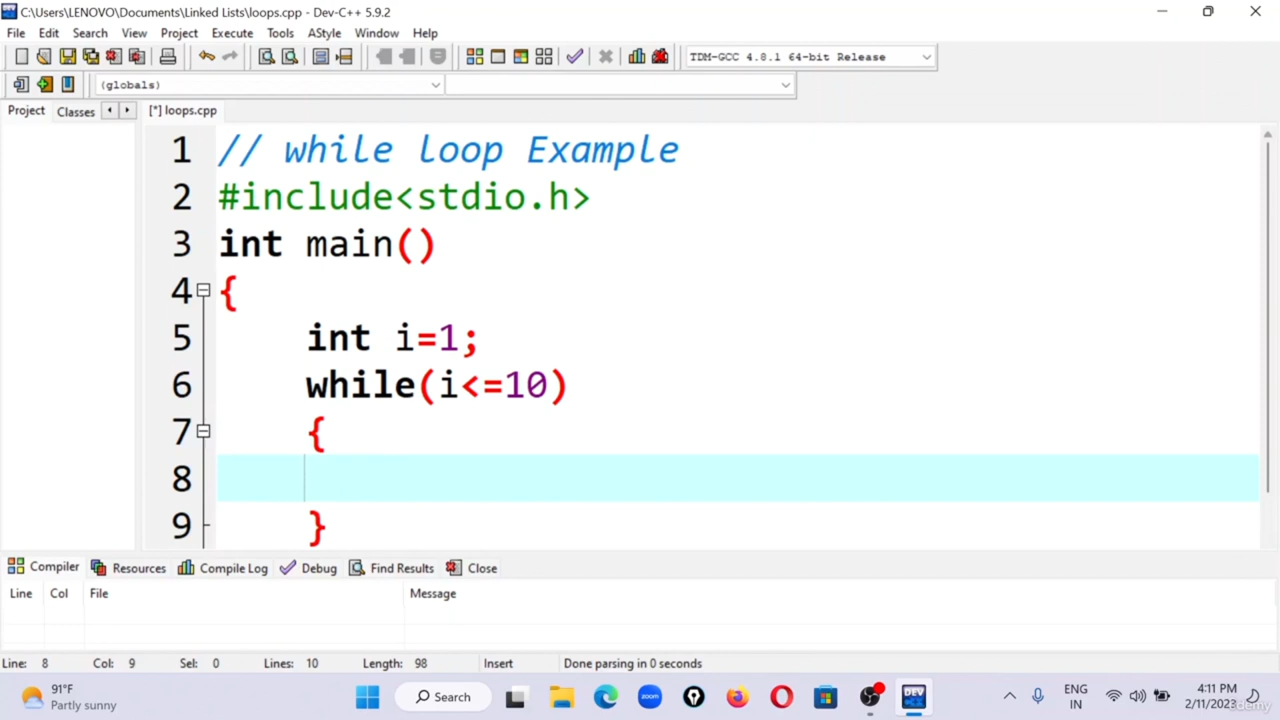 C:\Users\LENOVO\Documents\Linked Lists\loops.cpp - Dev-C++ 5.9.2
File Edit Search View Project Execute Tools AStyle Window Help
TDM-GCC 4.8.1 64-bit Release
(globals)
Project Classes [*] loops.cpp
1 // while loop Example
2 #include<stdio.h>
3 int main()
4 {
5 int i=1;
6 while(i<=10)
7 {
8
9 }
Compiler Resources Compile Log Debug Find Results Close
Line Col File Message
Line: 8 Col: 9 Sel: 0 Lines: 10 Length: 98 Insert Done parsing in 0 seconds
91°F
Partly sunny
Search
zoom
DEV
ENG
IN
4:11 PM
2/11/2023
Udemy